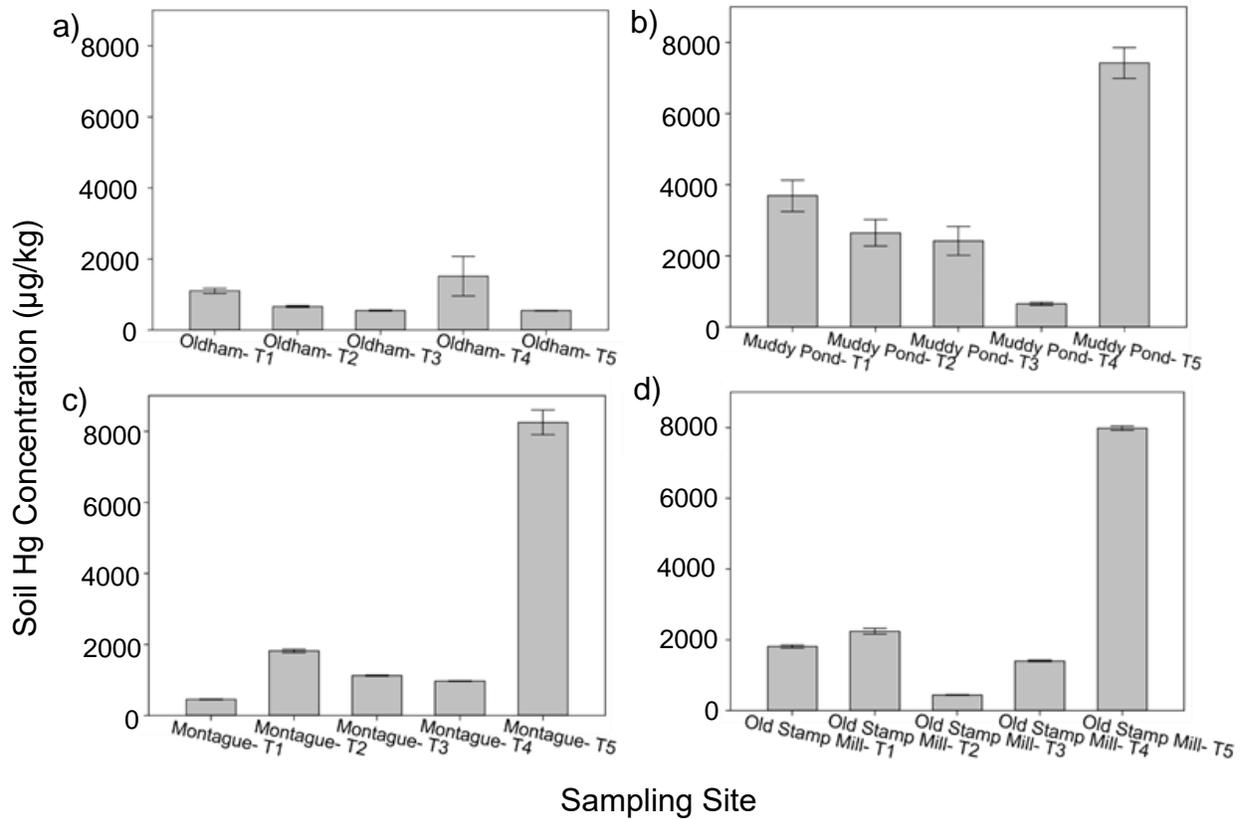 a)
8000
6000
4000
2000
0
Oldham- T1
Oldham- T2
Oldham- T3
Oldham- T4
Oldham- T5
b)
8000
6000
4000
2000
0
Muddy Pond- T1
Muddy Pond- T2
Muddy Pond- T3
Muddy Pond- T4
Muddy Pond- T5
Soil Hg Concentration (µg/kg)
c)
8000
6000
4000
2000
0
Montague- T1
Montague- T2
Montague- T3
Montague- T4
Montague- T5
d)
8000
6000
4000
2000
0
Old Stamp Mill- T1
Old Stamp Mill- T2
Old Stamp Mill- T3
Old Stamp Mill- T4
Old Stamp Mill- T5
Sampling Site